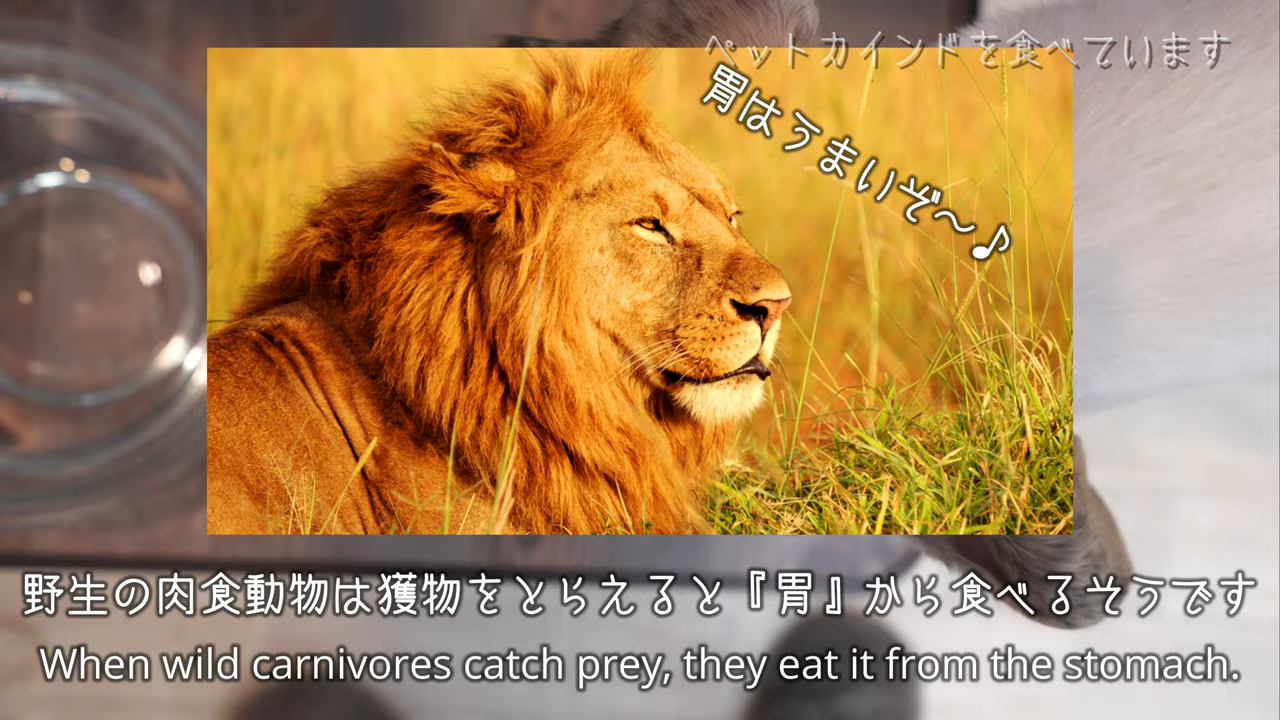 ペットカインドを食べています
胃はうまいぞ～♪
野生の肉食動物は獲物をとらえると『胃』から食べるそうです
When wild carnivores catch prey, they eat it from the stomach.